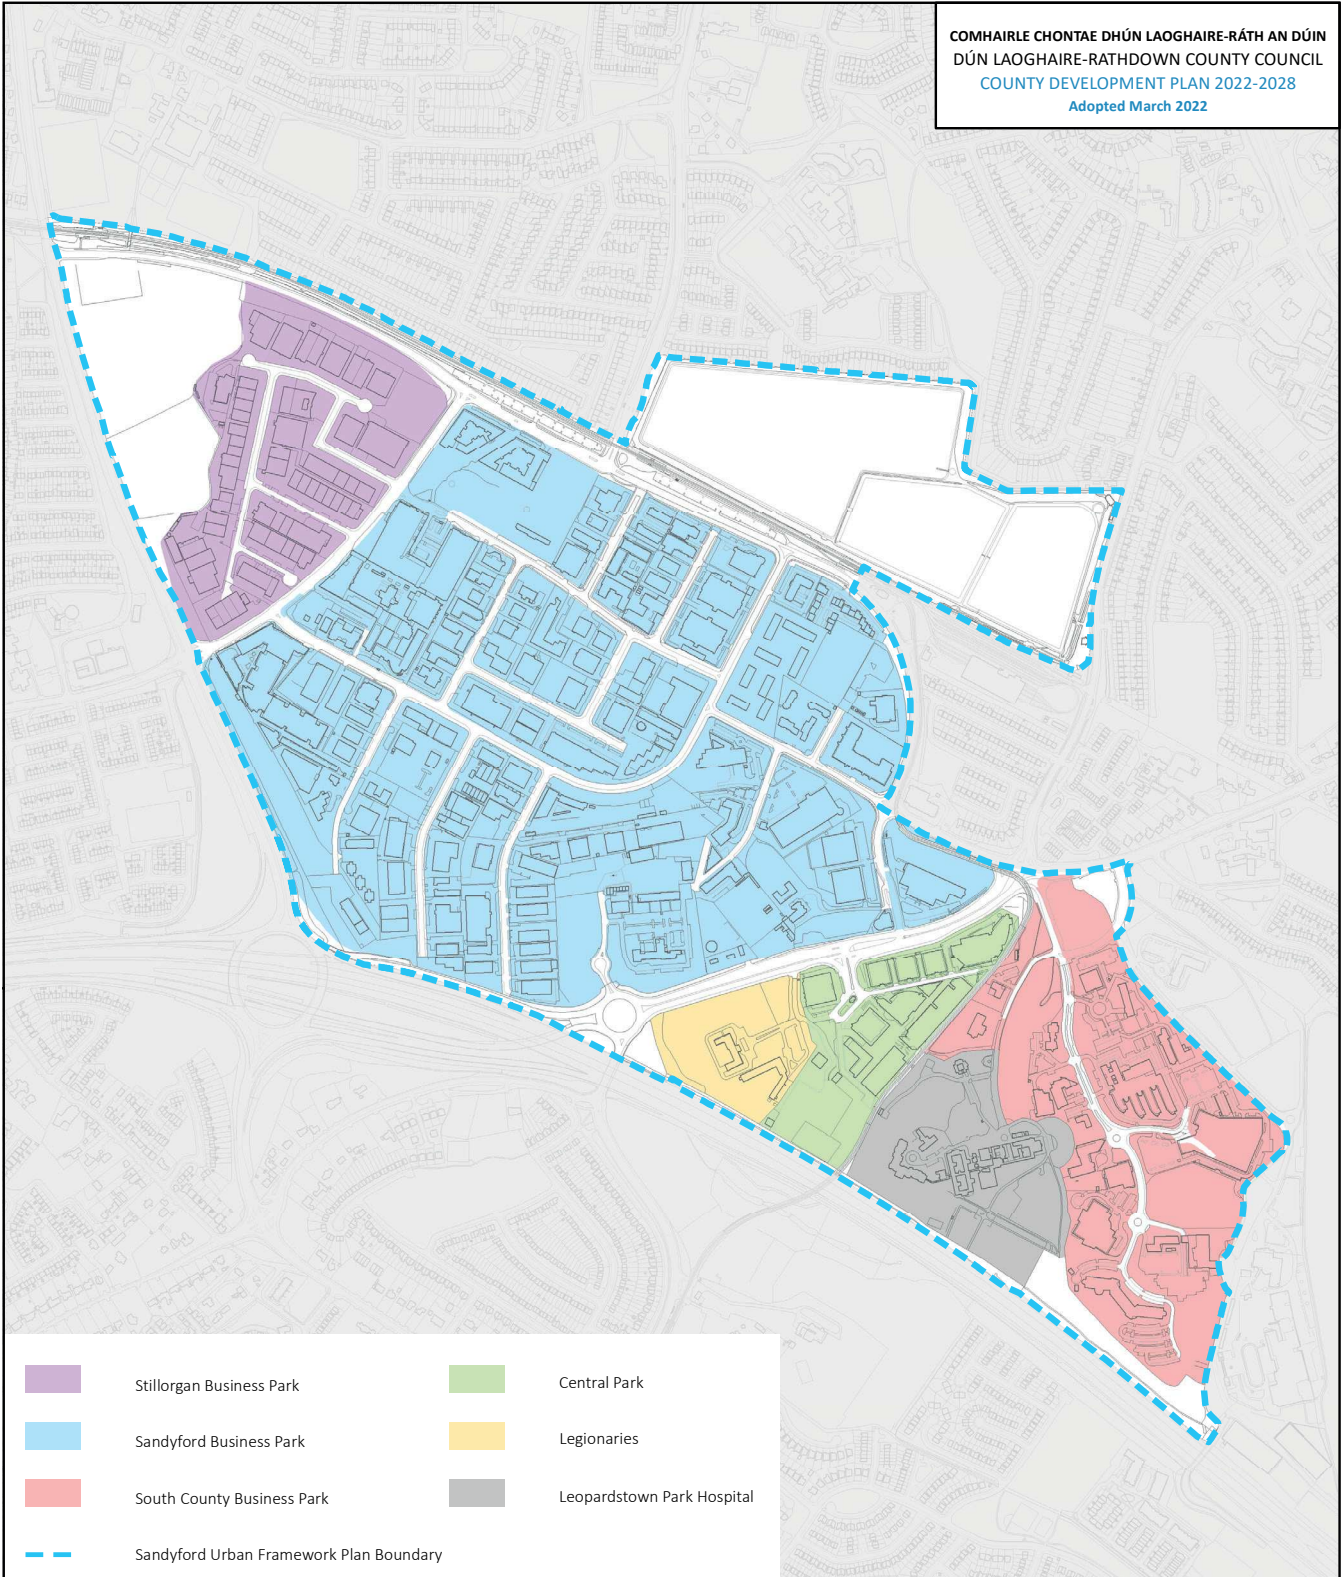 COMHAIRLE CHONTAE DHÚN LAOGHAIRE-RÁTH AN DÚIN
DÚN LAOGHAIRE-RATHDOWN COUNTY COUNCIL
COUNTY DEVELOPMENT PLAN 2022-2028
Adopted March 2022
Stillorgan Business Park
Sandyford Business Park
South County Business Park
Sandyford Urban Framework Plan Boundary
Central Park
Legionaries
Leopardstown Park Hospital